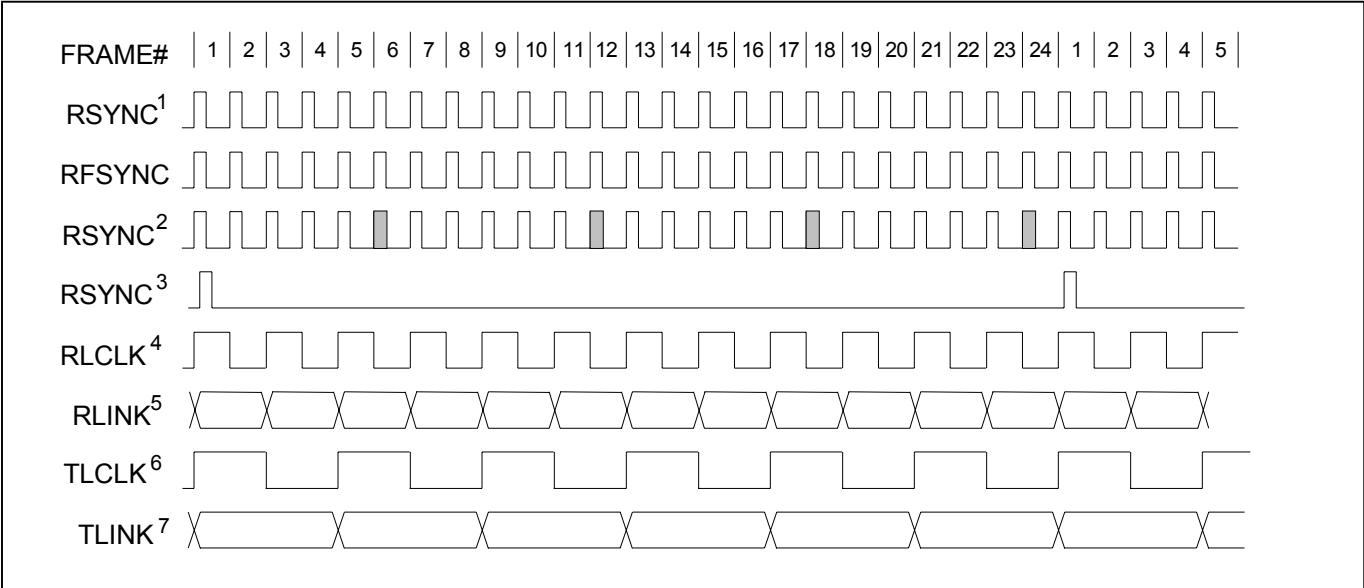 FRAME# 1 2 3 4 5 6 7 8 9 10 11 12 13 14 15 16 17 18 19 20 21 22 23 24 1 2 3 4 5
RSYNC1
RFSYNC
RSYNC2
RSYNC3
RLCLK4
RLINK5
TLCLK6
TLINK7